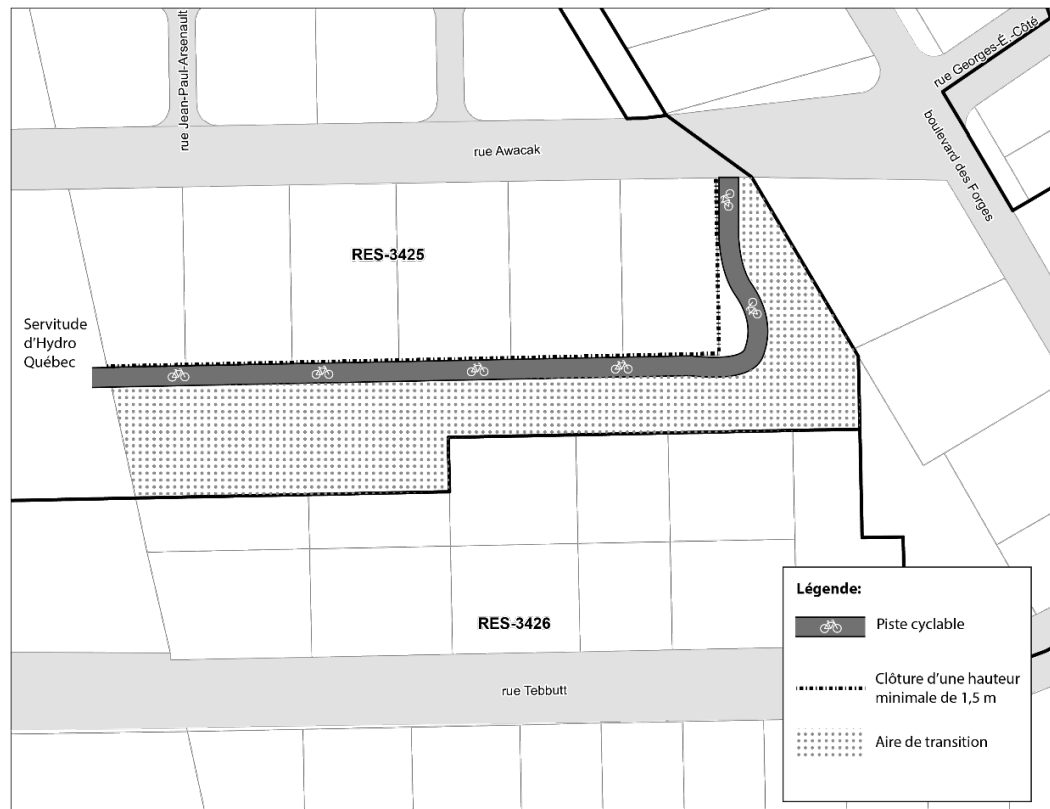 rue Jean-Paul-Arsenault
rue Georges-É.-Côté
boulevard des Forges
rue Awacak
RES-3425
Servitude
d'Hydro
Québec
RES-3426
rue Tebbutt
Légende:
Piste cyclable
Clôture d'une hauteur
minimale de 1,5 m
Aire de transition